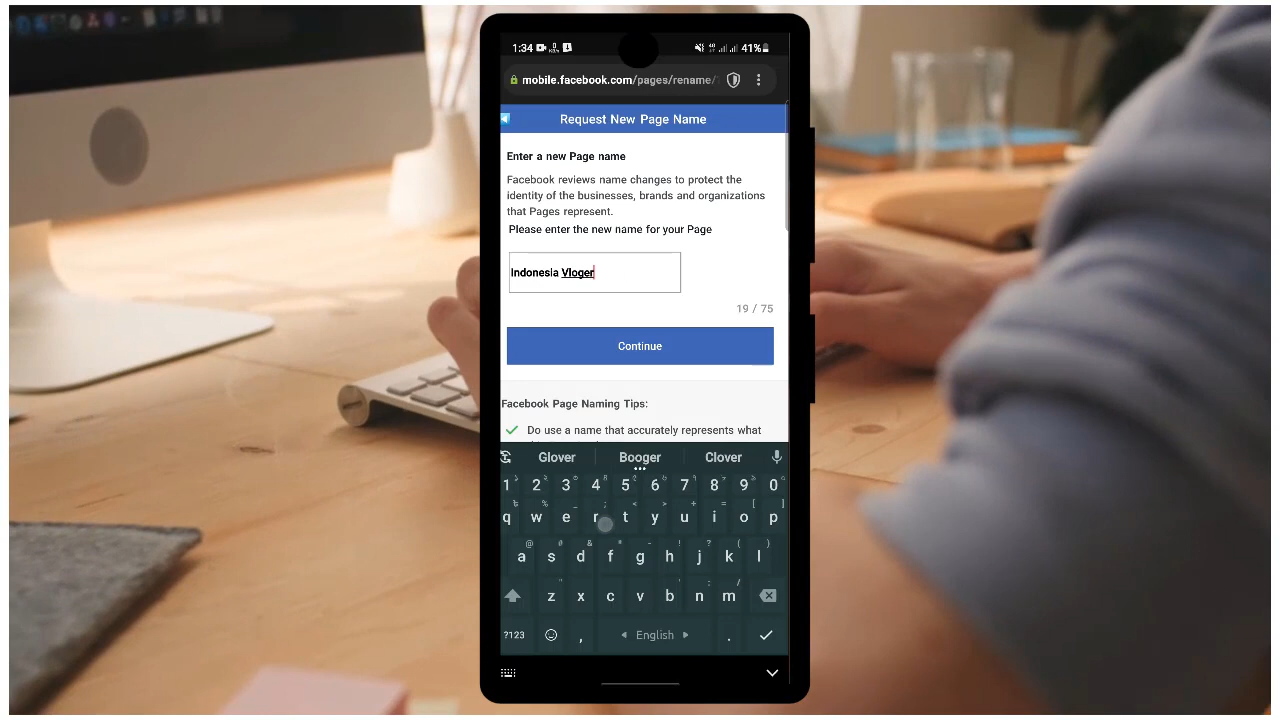 1:34 41%
mobile.facebook.com/pages/rename/
Request New Page Name
Enter a new Page name
Facebook reviews name changes to protect the
identity of the businesses, brands and organizations
that Pages represent.
Please enter the new name for your Page
Indonesia Vloger
19 / 75
Continue
Facebook Page Naming Tips:
Do use a name that accurately represents what
Glover Booger Clover
1 2 3 4 5 6 7 8 9 0
q w e r t y u i o p
a s d f g h j k l
z x c v b n m
?123 , English .